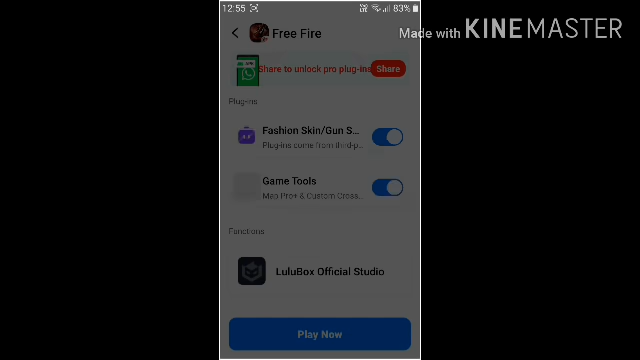 12:55 83%
Made with KINEMASTER
Free Fire
Share to unlock pro plug-ins Share
Plug-ins
Fashion Skin/Gun S...
Plug-ins come from third-p...
Game Tools
Map Pro+ & Custom Cross...
Functions
LuluBox Official Studio
Play Now